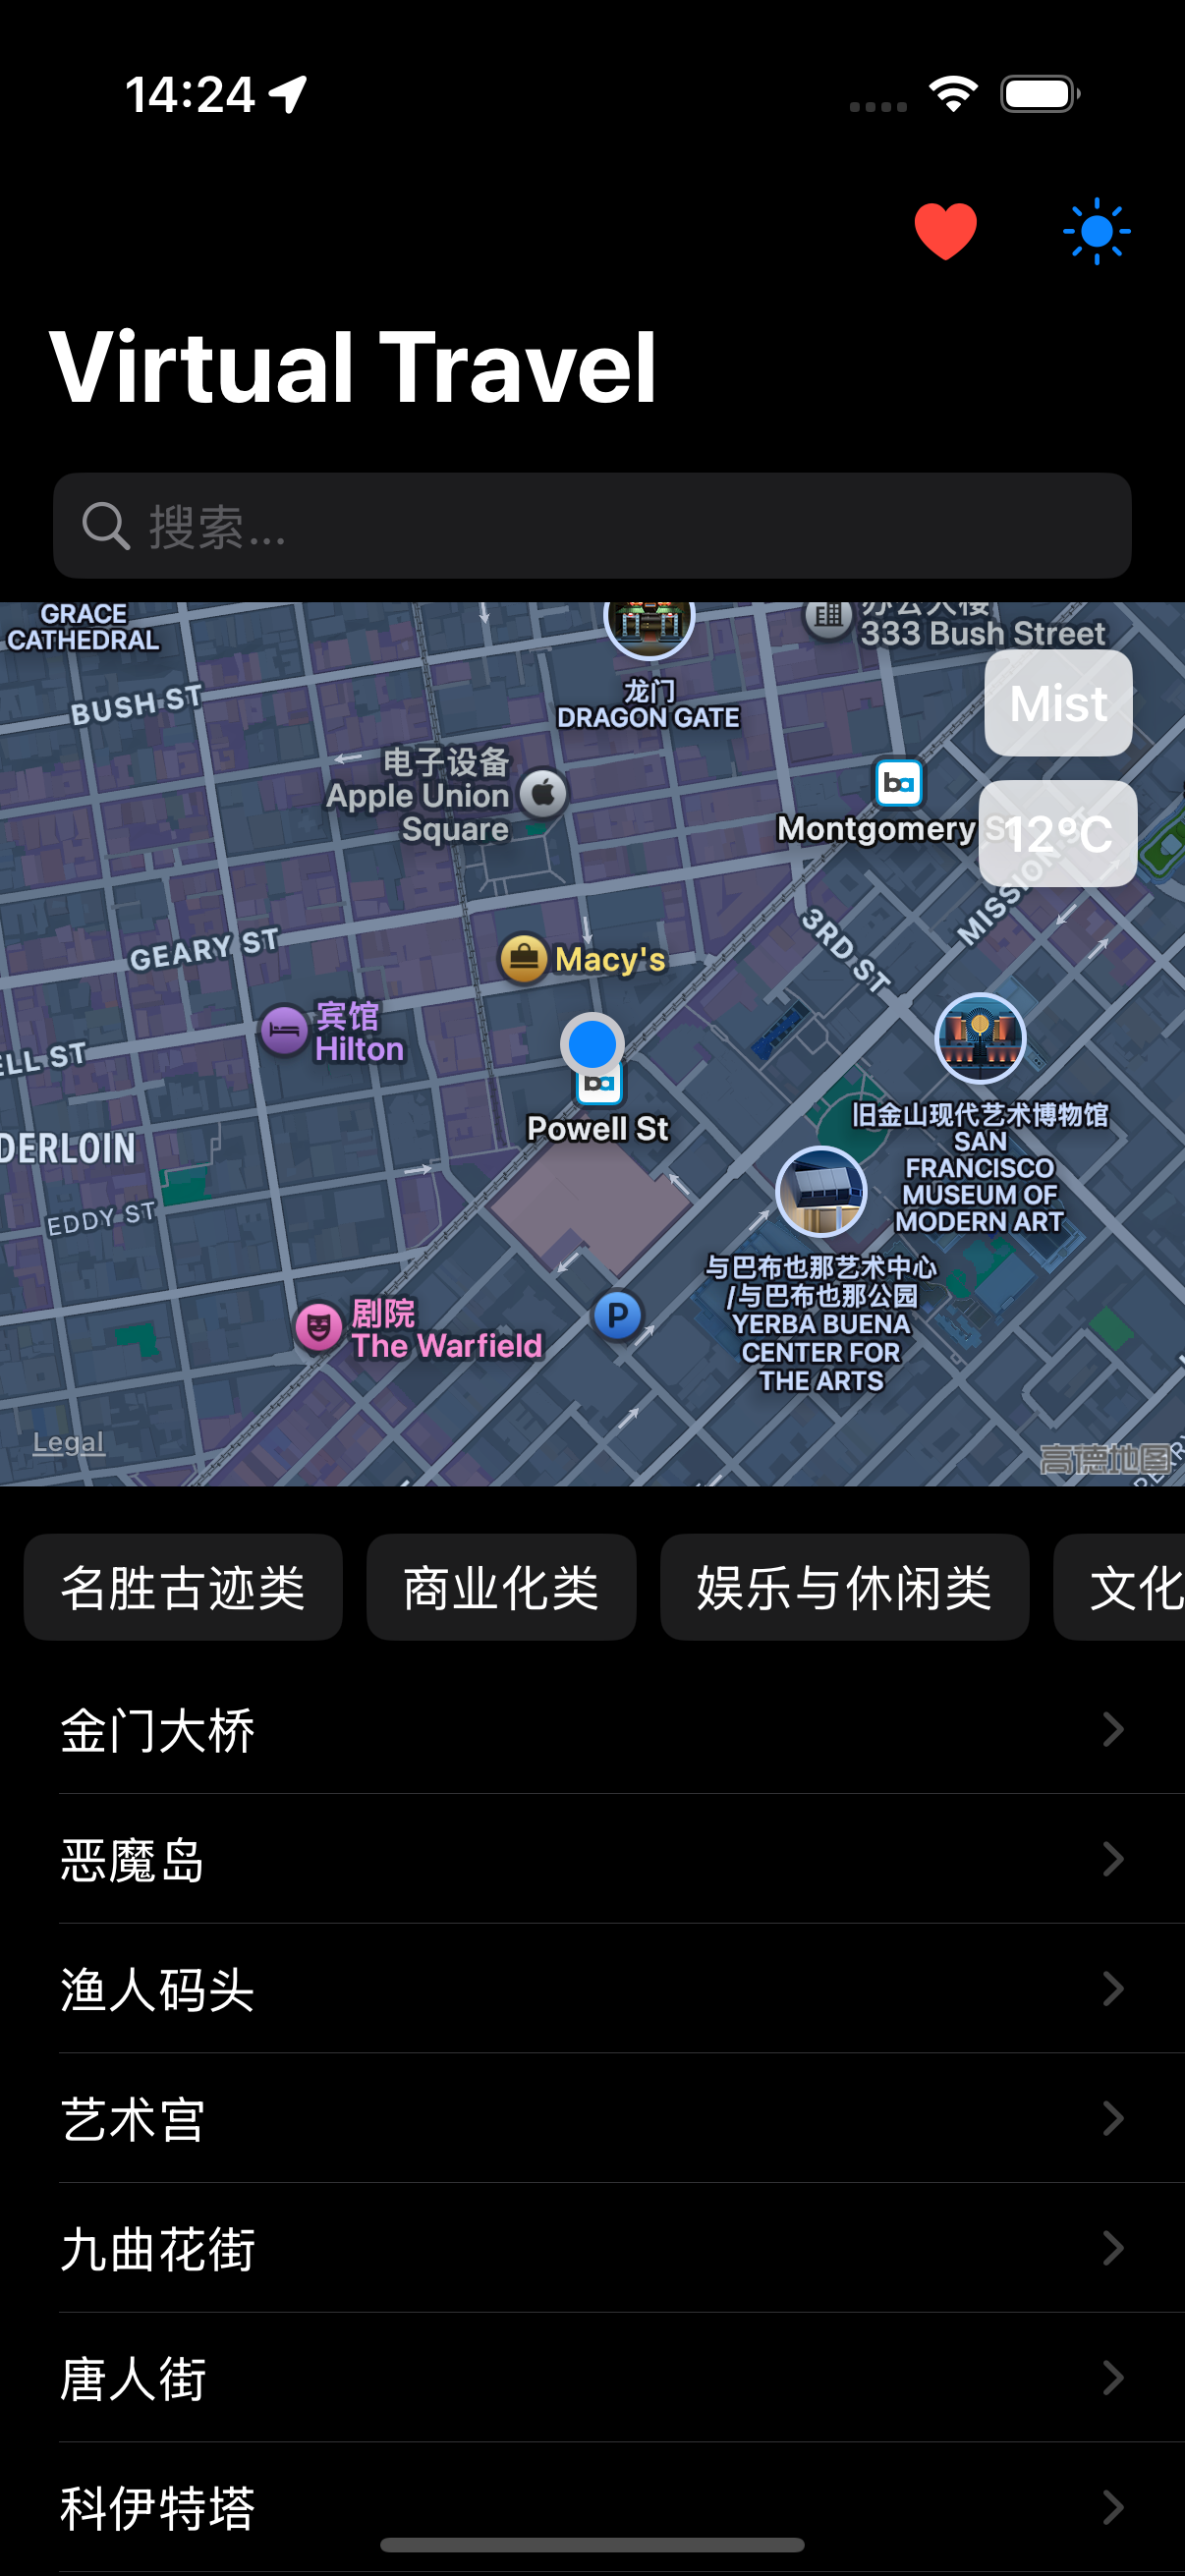 14:24
Virtual Travel
搜索...
GRACE
CATHEDRAL
办公大楼
333 Bush Street
BUSH ST
龙门
DRAGON GATE
Mist
电子设备
Apple Union
Square
ba
Montgomery St
12°C
MISSION ST
3RD ST
GEARY ST
Macy's
宾馆
Hilton
ELL ST
ba
Powell St
旧金山现代艺术博物馆
SAN
FRANCISCO
MUSEUM OF
MODERN ART
DERLOIN
EDDY ST
与巴布也那艺术中心
/与巴布也那公园
YERBA BUENA
CENTER FOR
THE ARTS
P
剧院
The Warfield
Legal
高德地图
名胜古迹类
商业化类
娱乐与休闲类
文化
金门大桥
恶魔岛
渔人码头
艺术宫
九曲花街
唐人街
科伊特塔